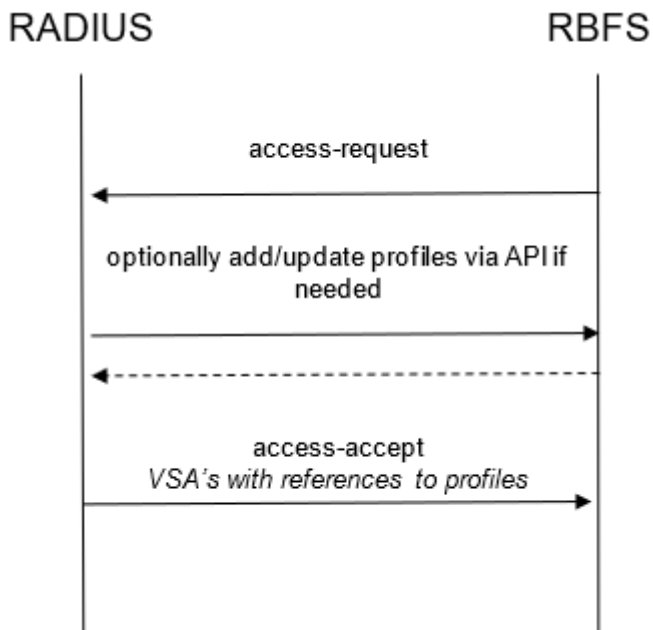 RADIUS
RBFS
access-request
optionally add/update profiles via API if
needed
access-accept
VSA's with references to profiles